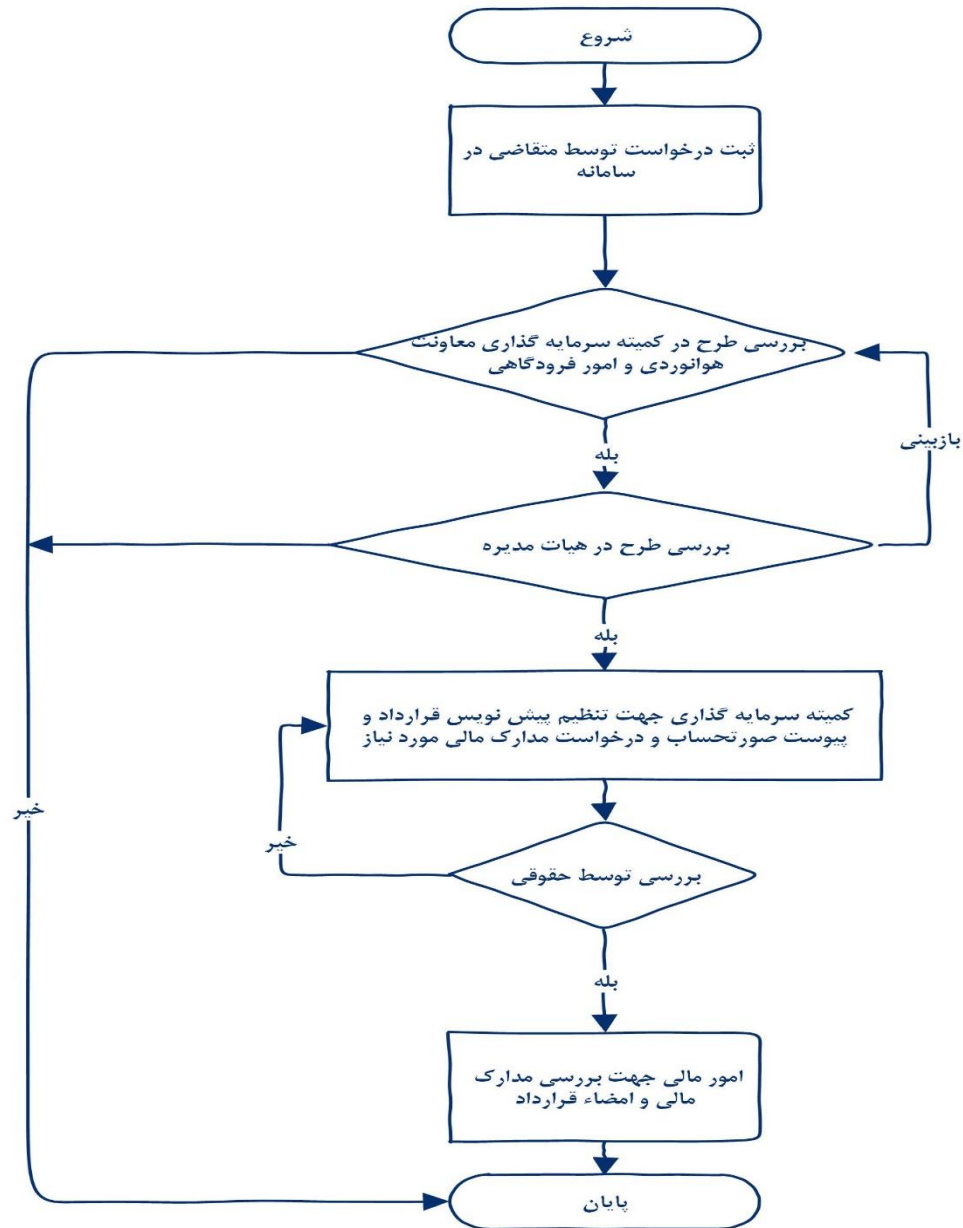 شروع
ثبت درخواست توسط متقاضی در
سامانه
بررسی طرح در کمیته سرمایه گذاری معاونت
هوانوردی و امور فرودگاهی
بله
بازبینی
بررسی طرح در هیات مدیره
بله
کمیته سرمایه گذاری جهت تنظیم پیش نویس قرارداد و
پیوست صورتحساب و درخواست مدارک مالی مورد نیاز
خیر
خیر
بررسی توسط حقوقی
بله
امور مالی جهت بررسی مدارک
مالی و امضاء قرارداد
پایان